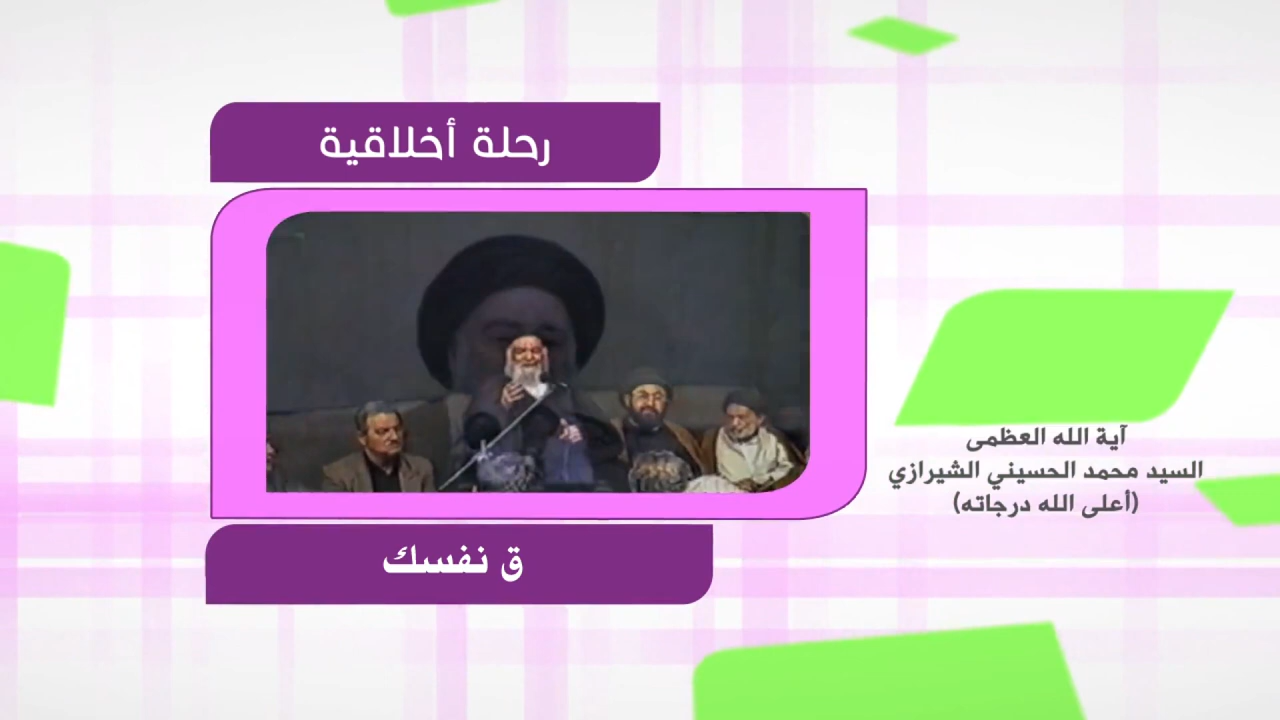 رحلة أخلاقية
آية الله العظمى
السيد محمد الحسيني الشيرازي
(أعلى الله درجاته)
ق نفسك